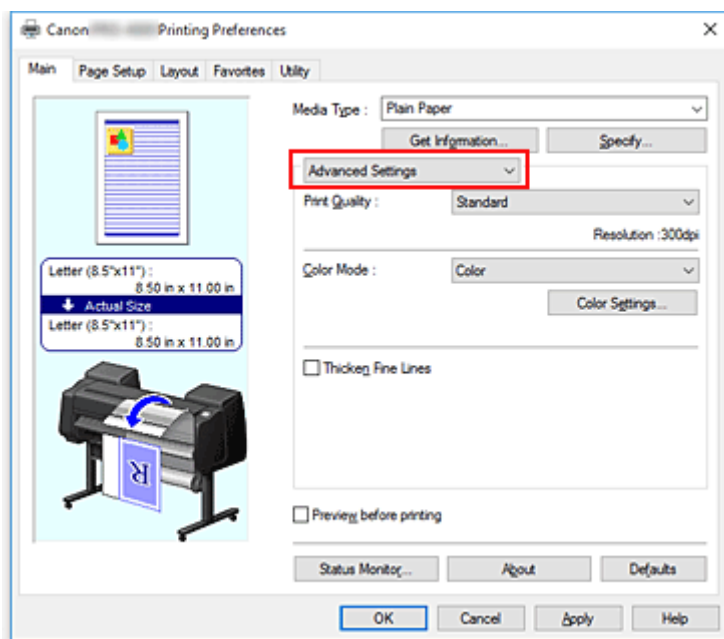 Canon Printing Preferences
Main Page Setup Layout Favorites Utility
Media Type : Plain Paper
Get Information... Specify...
Advanced Settings
Print Quality : Standard
Resolution :300dpi
Color Mode : Color
Color Settings...
Thicken Fine Lines
Letter (8.5"x11") :
8.50 in x 11.00 in
Actual Size
Letter (8.5"x11") :
8.50 in x 11.00 in
R
Preview before printing
Status Monitor... About Defaults
OK Cancel Apply Help